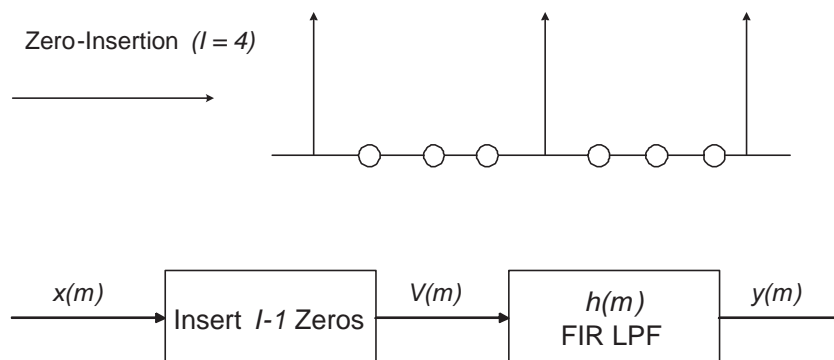 Zero-Insertion (I = 4)
x(m)
Insert I-1 Zeros
V(m)
h(m)
FIR LPF
y(m)